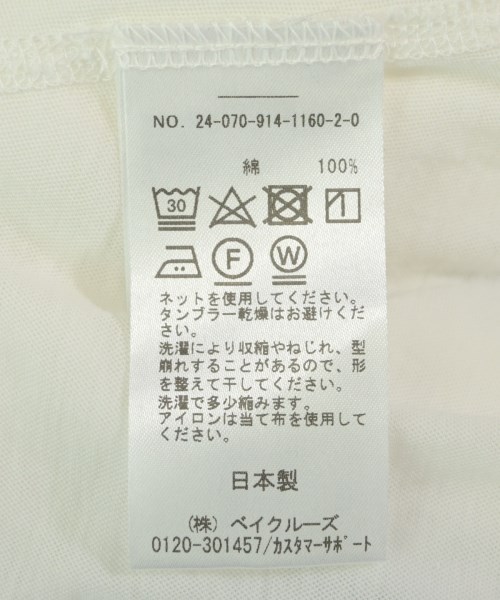 NO. 24-070-914-1160-2-0
綿 100%
30
F W
ネットを使用してください。
タンブラー乾燥はお避けくだ
さい。
洗濯により収縮やねじれ、型
崩れすることがあるので、形
を整えて干してください。
洗濯で多少縮みます。
アイロンは当て布を使用して
ください。
日本製
(株) ベイクルーズ
0120-301457/ｶｽﾀﾏｰｻﾎﾟｰﾄ